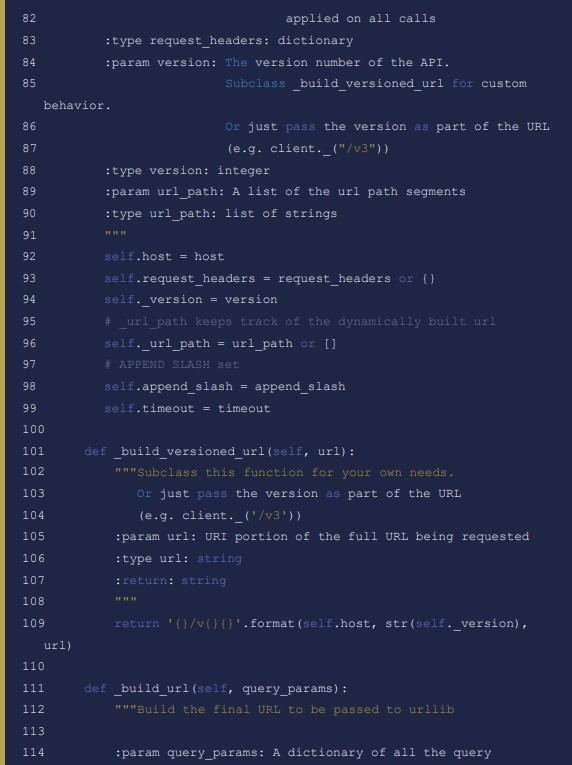 82                              applied on all calls
83        :type request_headers: dictionary
84        :param version: The version number of the API.
85                        Subclass _build_versioned_url for custom
behavior.
86                        Or just pass the version as part of the URL
87                        (e.g. client._("/v3"))
88        :type version: integer
89        :param url_path: A list of the url path segments
90        :type url_path: list of strings
91        """
92        self.host = host
93        self.request_headers = request_headers or {}
94        self._version = version
95        # _url_path keeps track of the dynamically built url
96        self._url_path = url_path or []
97        # APPEND SLASH set
98        self.append_slash = append_slash
99        self.timeout = timeout
100
101    def _build_versioned_url(self, url):
102        """Subclass this function for your own needs.
103           Or just pass the version as part of the URL
104           (e.g. client._('/v3'))
105        :param url: URI portion of the full URL being requested
106        :type url: string
107        :return: string
108        """
109        return '{}/v{}{}'.format(self.host, str(self._version),
url)
110
111    def _build_url(self, query_params):
112        """Build the final URL to be passed to urllib
113
114        :param query_params: A dictionary of all the query